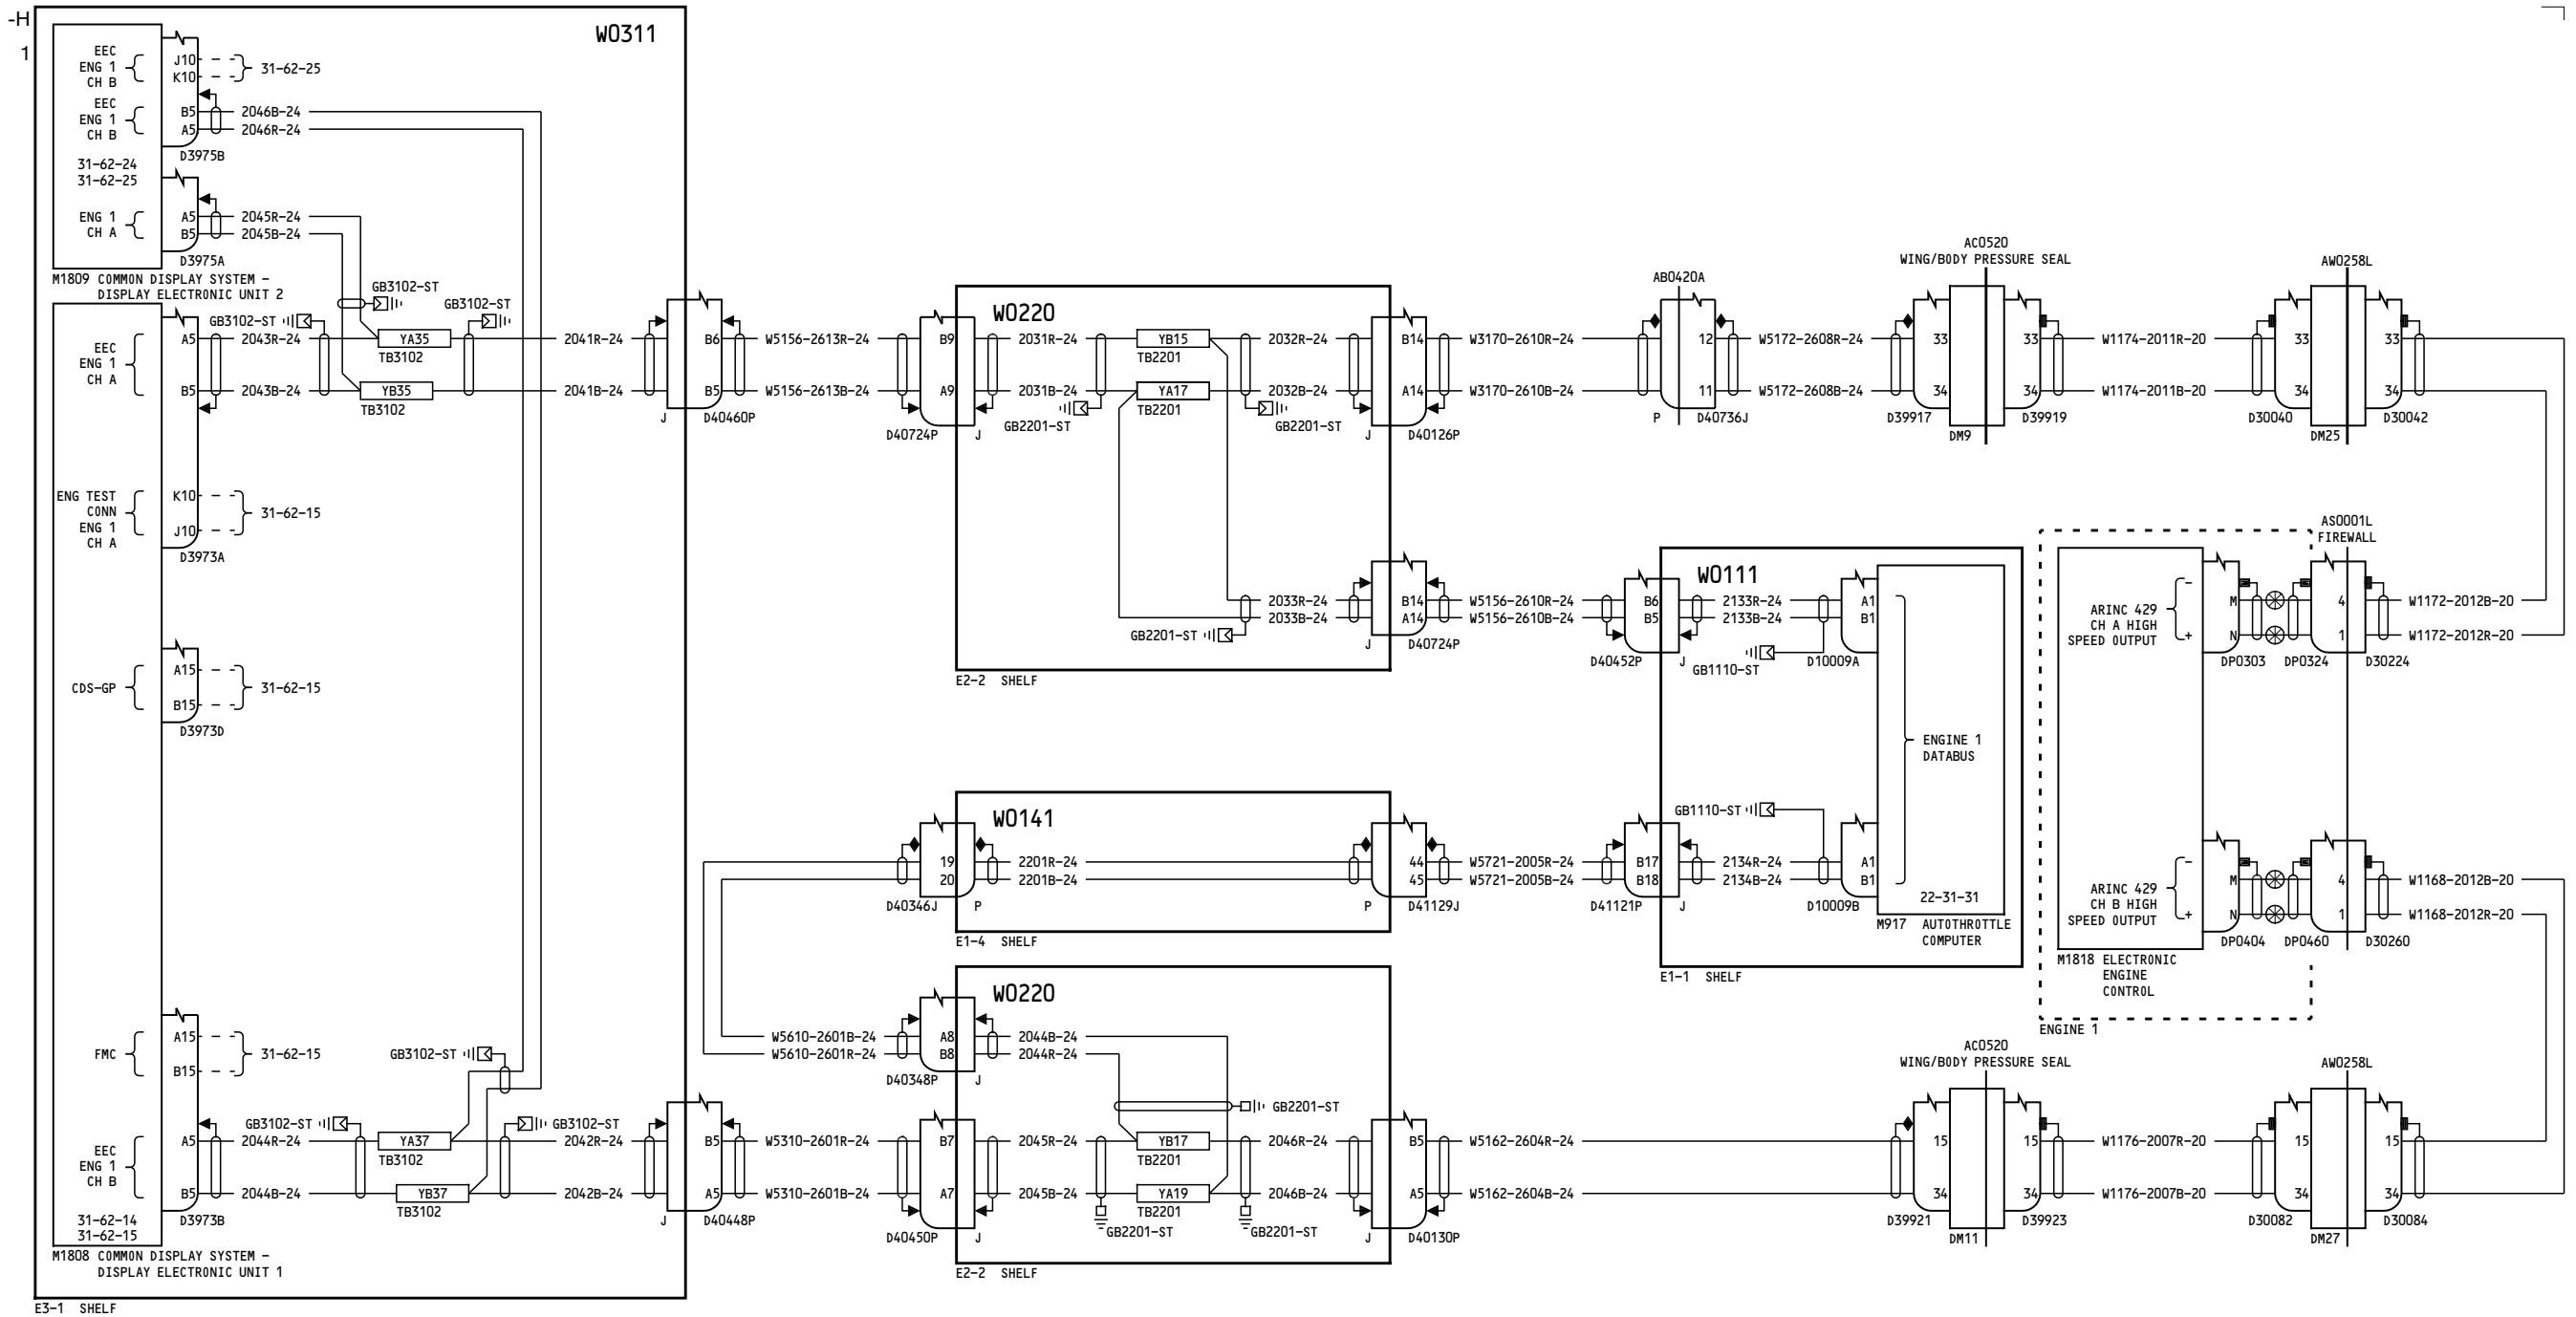 -H
1
W0311
EEC
ENG 1
CH B
J10
K10
31-62-25
EEC
ENG 1
CH B
B5
A5
2046B-24
2046R-24
D3975B
31-62-24
31-62-25
ENG 1
CH A
A5
B5
2045R-24
2045B-24
D3975A
M1809 COMMON DISPLAY SYSTEM -
DISPLAY ELECTRONIC UNIT 2
GB3102-ST
GB3102-ST
GB3102-ST
EEC
ENG 1
CH A
A5
2043R-24
YA35
TB3102
2041R-24
B6
B5
2043B-24
YB35
TB3102
2041B-24
B5
J
D40460P
ENG TEST
CONN
ENG 1
CH A
K10
J10
31-62-15
D3973A
CDS-GP
A15
B15
31-62-15
D3973D
FMC
A15
B15
31-62-15
GB3102-ST
GB3102-ST
GB3102-ST
EEC
ENG 1
CH B
A5
2044R-24
YA37
TB3102
2042R-24
B5
B5
2044B-24
YB37
TB3102
2042B-24
A5
D3973B
J
D40448P
31-62-14
31-62-15
M1808 COMMON DISPLAY SYSTEM -
DISPLAY ELECTRONIC UNIT 1
E3-1 SHELF
W5156-2613R-24
W5156-2613B-24
B9
A9
D40724P
J
W0220
2031R-24
YB15
TB2201
2032R-24
B14
2031B-24
YA17
TB2201
2032B-24
A14
GB2201-ST
GB2201-ST
J
D40126P
2033R-24
2033B-24
B14
A14
GB2201-ST
J
D40724P
E2-2 SHELF
W3170-2610R-24
W3170-2610B-24
AB0420A
12
11
P
D40736J
W5172-2608R-24
W5172-2608B-24
AC0520
WING/BODY PRESSURE SEAL
33
34
D39917
DM9
33
34
D39919
W1174-2011R-20
W1174-2011B-20
AW0258L
33
34
D30040
DM25
33
34
D30042
W5156-2610R-24
W5156-2610B-24
B6
B5
D40452P
J
W0111
2133R-24
2133B-24
A1
B1
GB1110-ST
D10009A
ENGINE 1
DATABUS
GB1110-ST
2134R-24
2134B-24
A1
B1
D10009B
22-31-31
M917 AUTOTHROTTLE
COMPUTER
E1-1 SHELF
W0141
19
20
D40346J
P
2201R-24
2201B-24
44
45
P
D41129J
W5721-2005R-24
W5721-2005B-24
B17
B18
D41121P
J
E1-4 SHELF
W0220
W5610-2601B-24
W5610-2601R-24
A8
B8
2044B-24
2044R-24
D40348P
J
GB2201-ST
W5310-2601R-24
W5310-2601B-24
B7
A7
D40450P
J
2045R-24
YB17
TB2201
2046R-24
B5
2045B-24
YA19
TB2201
2046B-24
A5
GB2201-ST
GB2201-ST
J
D40130P
E2-2 SHELF
W5162-2604R-24
W5162-2604B-24
AC0520
WING/BODY PRESSURE SEAL
15
34
D39921
DM11
15
34
D39923
W1176-2007R-20
W1176-2007B-20
AW0258L
15
34
D30082
DM27
15
34
D30084
AS0001L
FIREWALL
ARINC 429
CH A HIGH
SPEED OUTPUT
-
+
M
N
DP0303
4
1
DP0324
D30224
W1172-2012B-20
W1172-2012R-20
ARINC 429
CH B HIGH
SPEED OUTPUT
-
+
M
N
DP0404
4
1
DP0460
D30260
W1168-2012B-20
W1168-2012R-20
M1818 ELECTRONIC
ENGINE
CONTROL
ENGINE 1